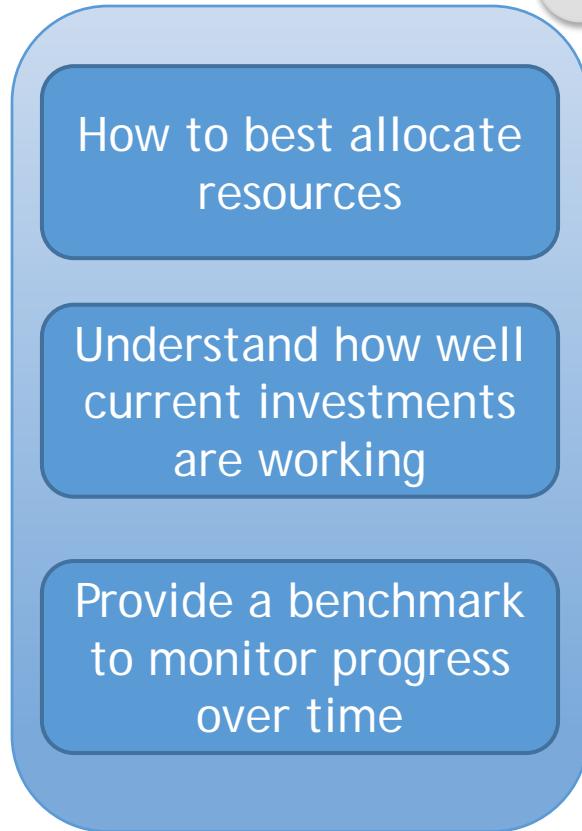 How to best allocate
resources
Understand how well
current investments
are working
Provide a benchmark
to monitor progress
over time